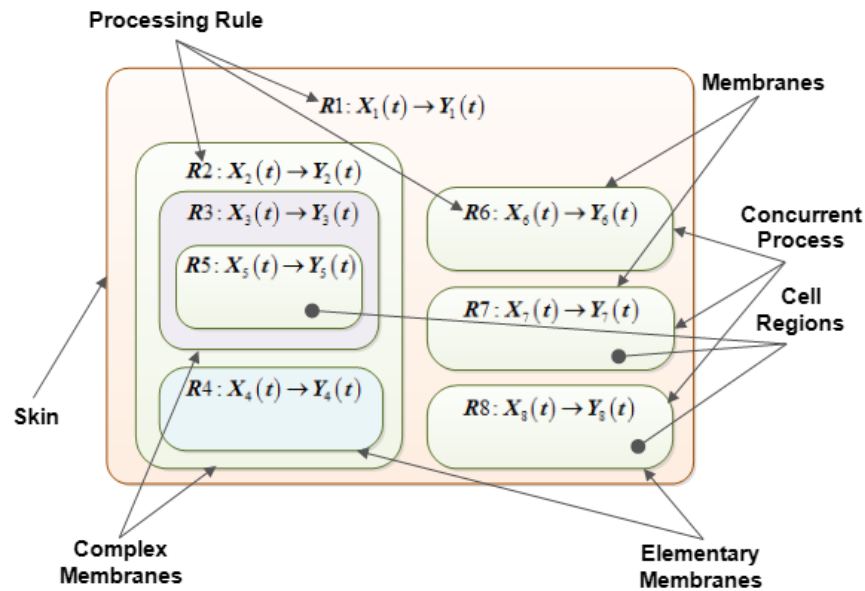 Processing Rule
Membranes
R1: X₁(t) → Y₁(t)
R2: X₂(t) → Y₂(t)
R3: X₃(t) → Y₃(t)
R6: X₆(t) → Y₆(t)
Concurrent
Process
R5: X₅(t) → Y₅(t)
Cell
Regions
R7: X₇(t) → Y₇(t)
R4: X₄(t) → Y₄(t)
R8: X₈(t) → Y₈(t)
Skin
Complex
Membranes
Elementary
Membranes